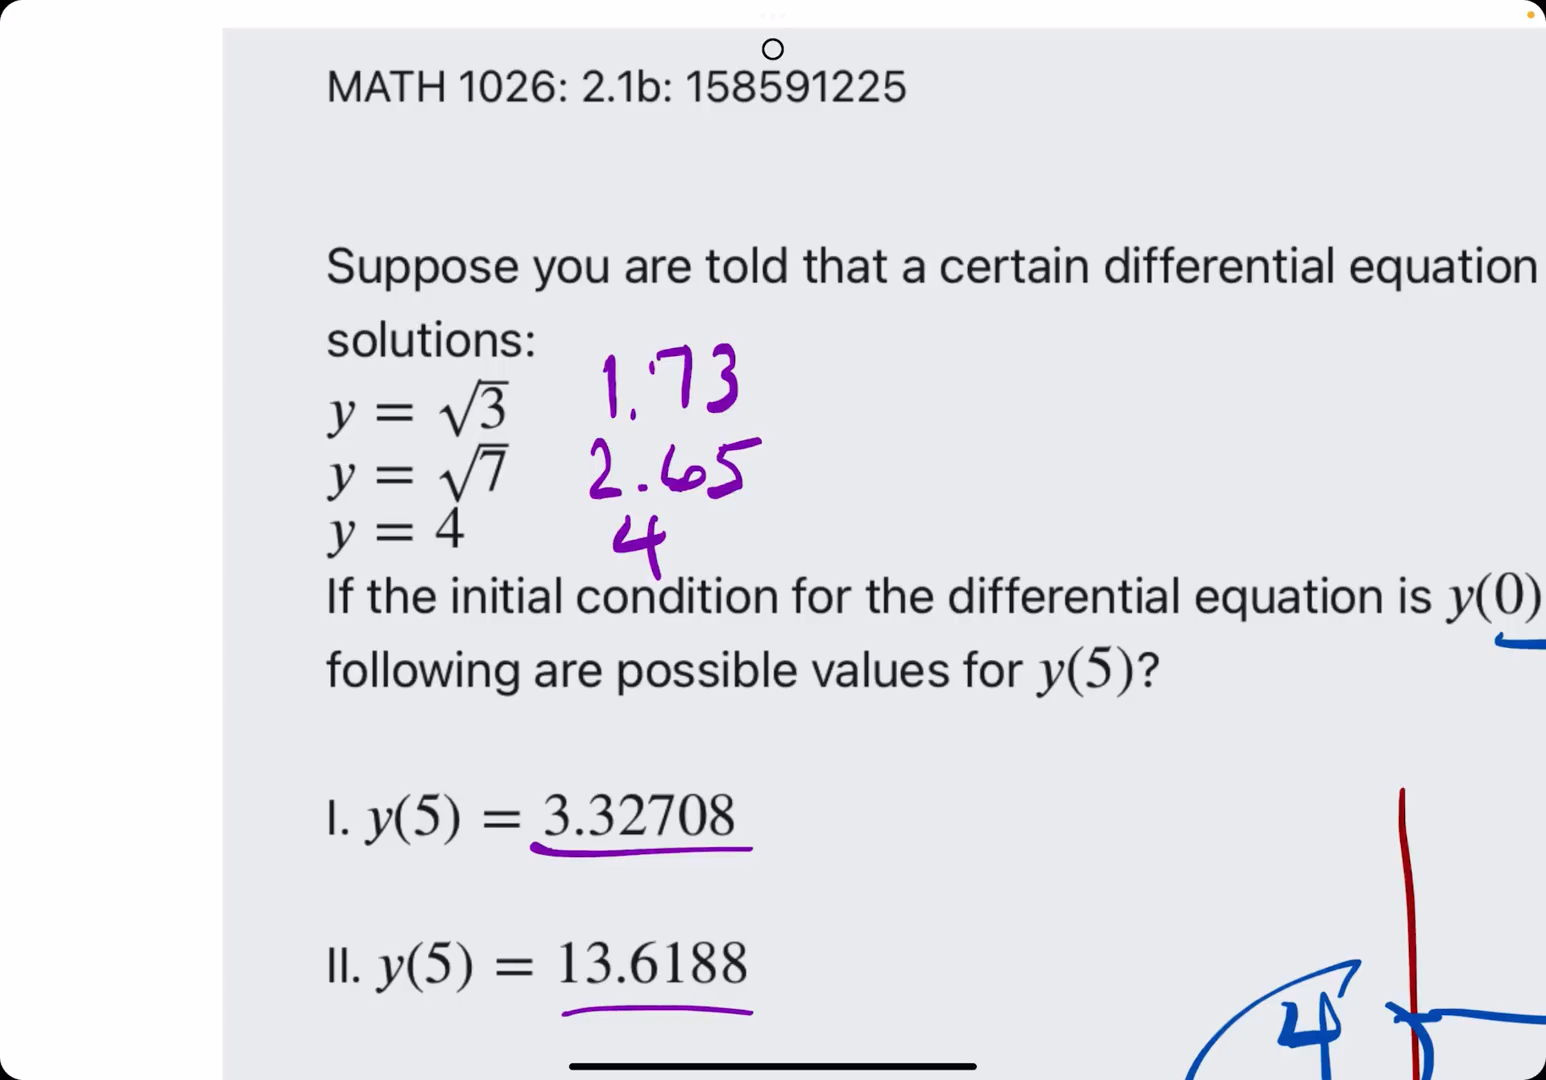 MATH 1026: 2.1b: 158591225
Suppose you are told that a certain differential equation
solutions:
y = √3 1.73
y = √7 2.65
y = 4 4
If the initial condition for the differential equation is y(0)
following are possible values for y(5)?
I. y(5) = 3.32708
II. y(5) = 13.6188
4